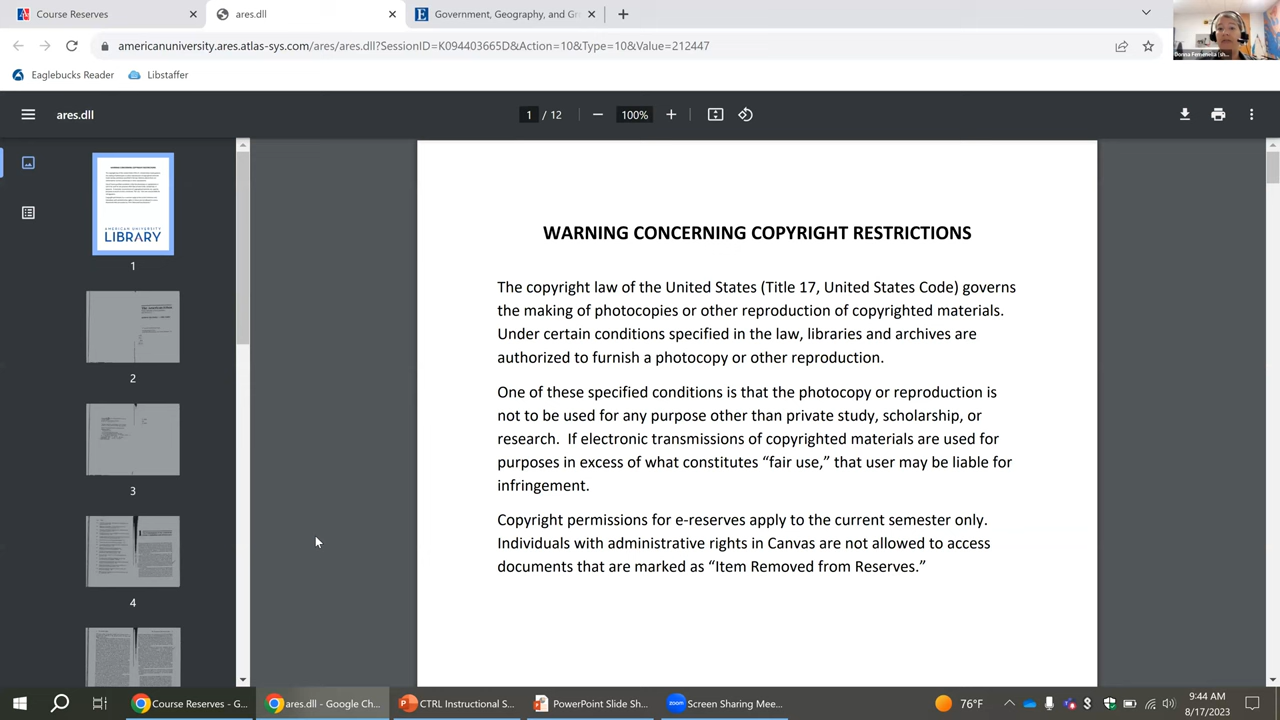 Course Reserves
ares.dll
Government, Geography, and Gr
americanuniversity.ares.atlas-sys.com/ares/ares.dll?SessionID=K094403665D&Action=10&Type=10&Value=212447
Eaglebucks Reader
Libstaffer
ares.dll
1 / 12
100%
AMERICAN UNIVERSITY
LIBRARY
1
2
3
4
WARNING CONCERNING COPYRIGHT RESTRICTIONS
The copyright law of the United States (Title 17, United States Code) governs
the making of photocopies or other reproduction of copyrighted materials.
Under certain conditions specified in the law, libraries and archives are
authorized to furnish a photocopy or other reproduction.
One of these specified conditions is that the photocopy or reproduction is
not to be used for any purpose other than private study, scholarship, or
research. If electronic transmissions of copyrighted materials are used for
purposes in excess of what constitutes “fair use,” that user may be liable for
infringement.
Copyright permissions for e-reserves apply to the current semester only.
Individuals with administrative rights in Canvas are not allowed to access
documents that are marked as “Item Removed from Reserves.”
Course Reserves - G...
ares.dll - Google Ch...
CTRL Instructional S...
PowerPoint Slide Sh...
Screen Sharing Mee...
76°F
9:44 AM
8/17/2023